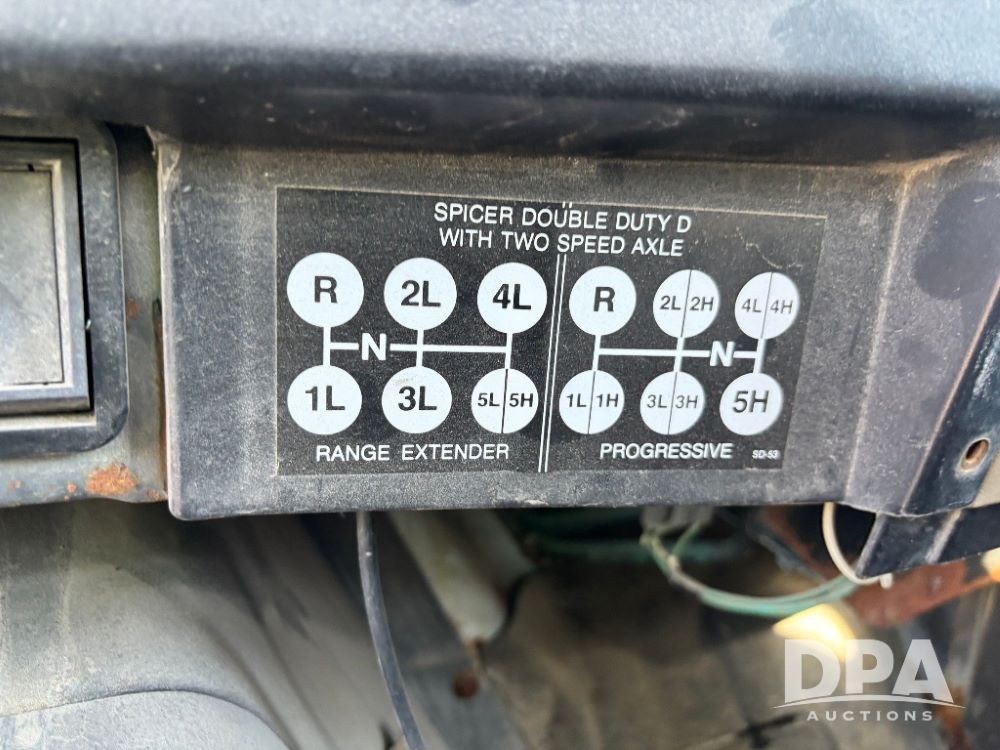 SPICER DOUBLE DUTY D
WITH TWO SPEED AXLE
R 2L 4L
N
1L 3L 5L 5H
RANGE EXTENDER
R 2L 2H 4L 4H
N
1L 1H 3L 3H 5H
PROGRESSIVE SD-53
DPA
AUCTIONS